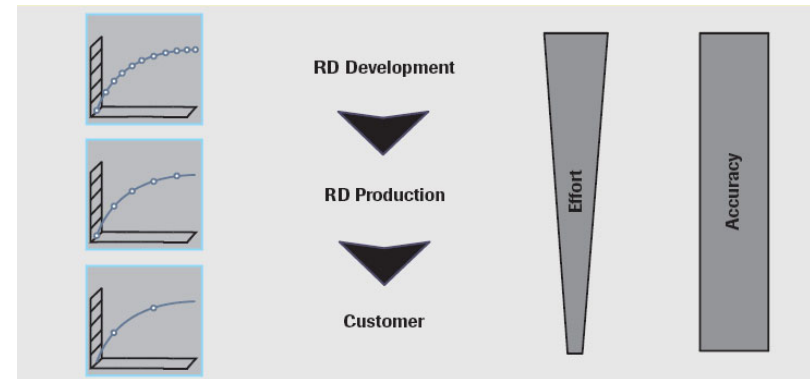 RD Development
RD Production
Customer
Effort
Accuracy